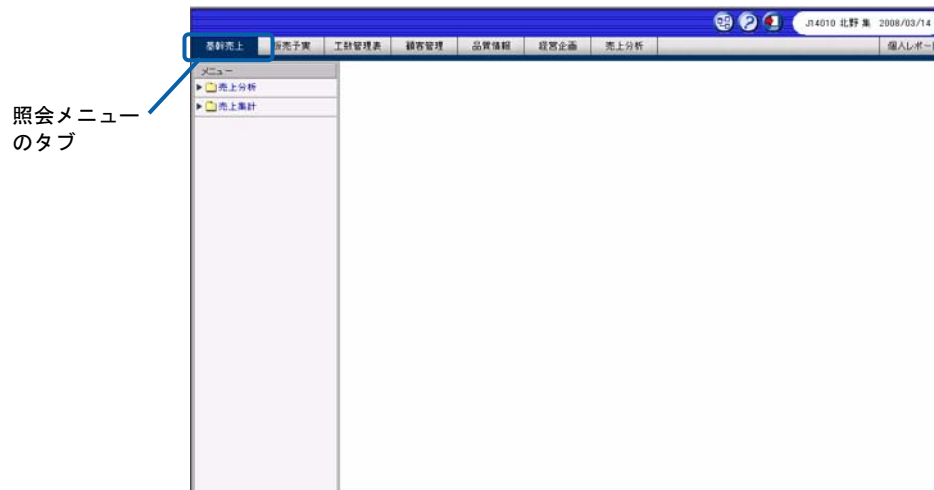 J14010 北野 集 2008/03/14
基幹売上 販売予実 工数管理表 顧客管理 品質情報 経営企画 売上分析 個人レポート
メニュー
売上分析
売上集計
照会メニュー
のタブ